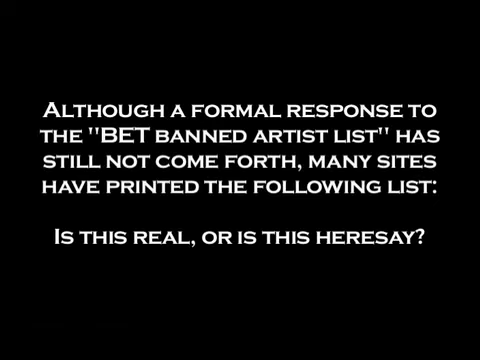 Although a formal response to
the "BET banned artist list" has
still not come forth, many sites
have printed the following list:
Is this real, or is this heresay?